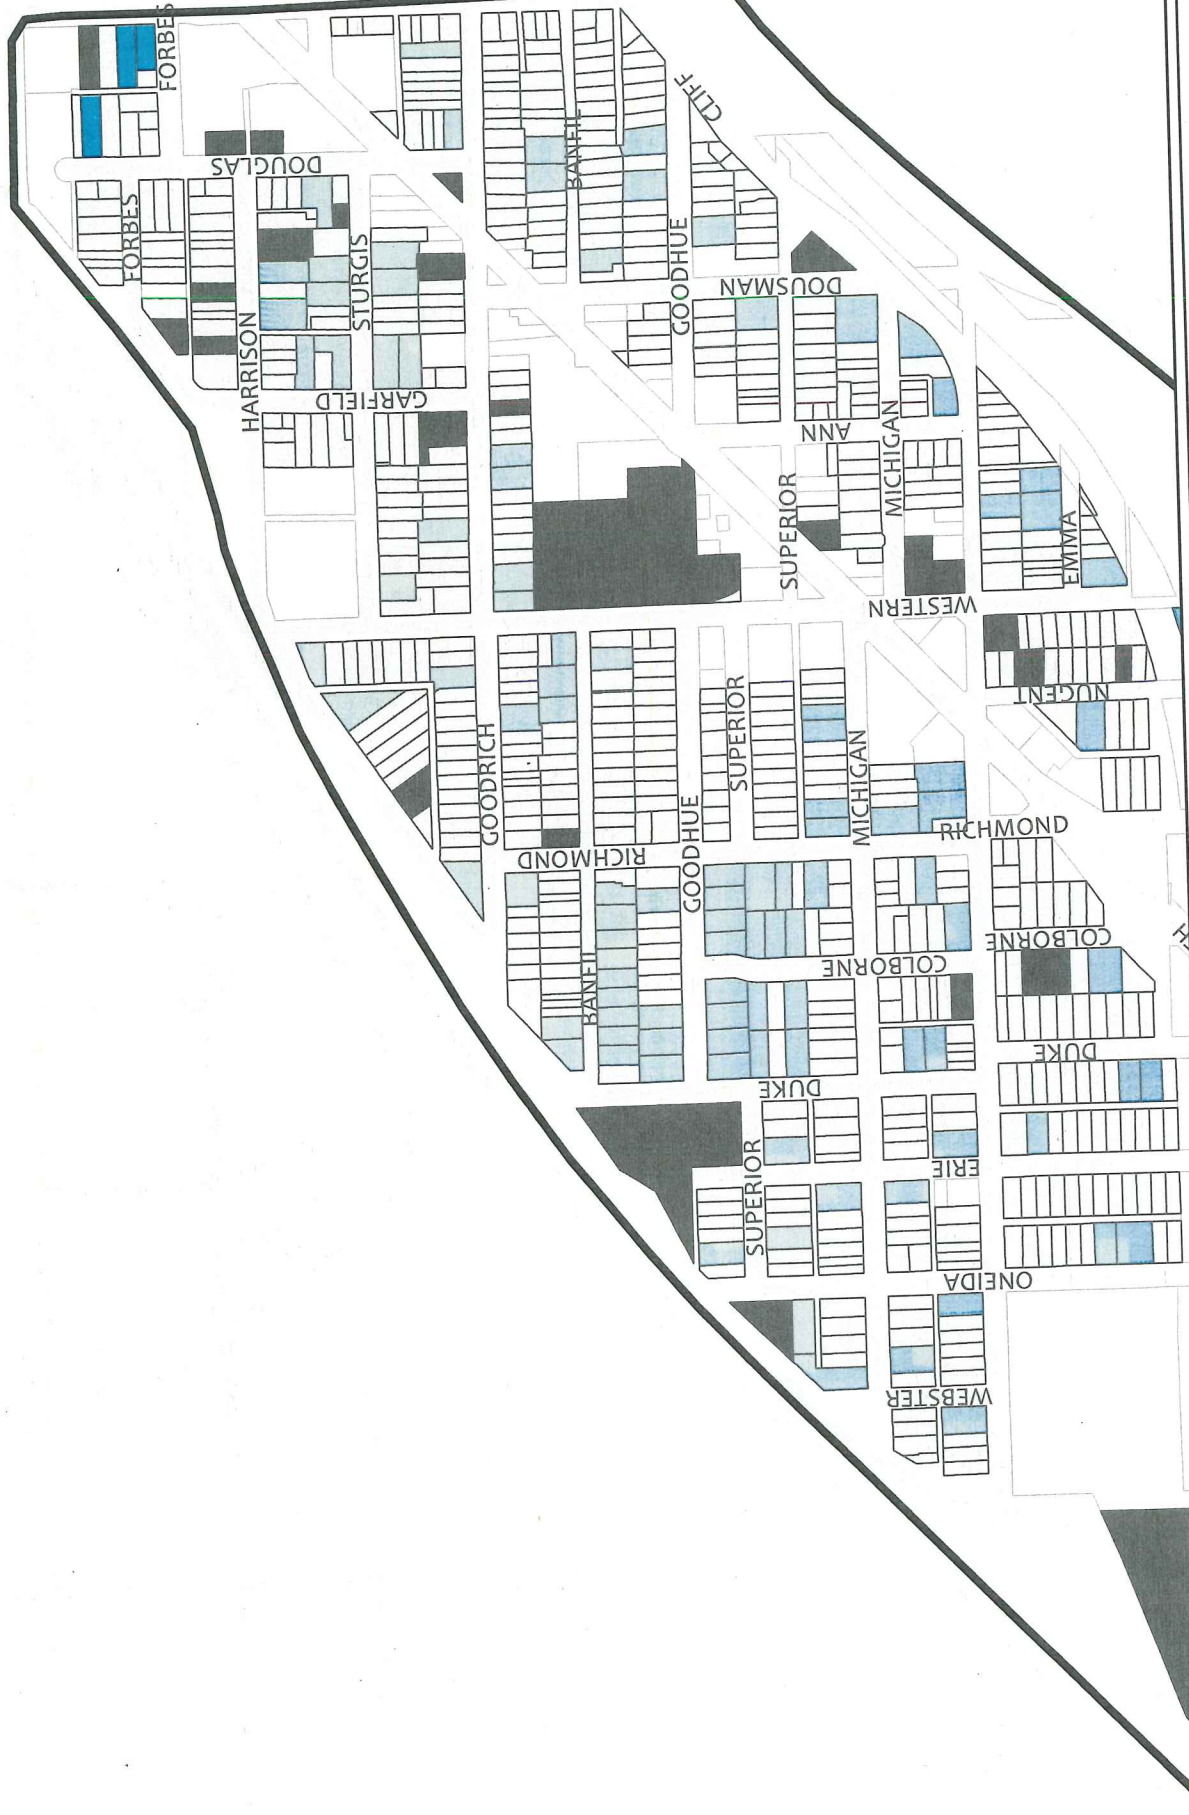 FORBES
CLIFF
BANFIL
DOUGLAS
FORBES
STURGIS
GOODHUE
DOUSMAN
HARRISON
GARFIELD
ANN
MICHIGAN
SUPERIOR
EMMA
WESTERN
NUGENT
SUPERIOR
GOODRICH
MICHIGAN
RICHMOND
GOODHUE
RICHMOND
COLBORNE
COLBORNE
BANFIL
DUKE
DUKE
ERIE
SUPERIOR
ONEIDA
WEBSTER